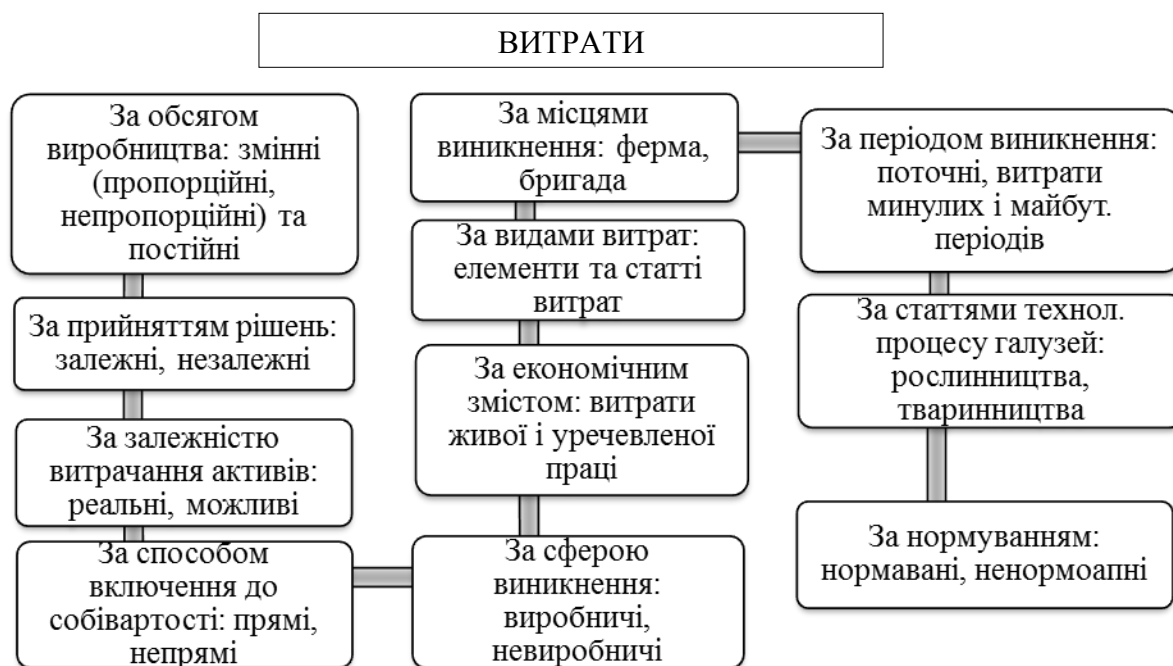 ВИТРАТИ
За обсягом
виробництва: змінні
(пропорційні,
непропорційні) та
постійні
За прийняттям рішень:
залежні, незалежні
За залежністю
витрачання активів:
реальні, можливі
За способом
включення до
собівартості: прямі,
непрямі
За сферою
виникнення:
виробничі,
невиробничі
За економічним
змістом: витрати
живої і уречевленої
праці
За видами витрат:
елементи та статті
витрат
За місцями
виникнення: ферма,
бригада
За періодом виникнення:
поточні, витрати
минулих і майбут.
періодів
За статтями технол.
процесу галузей:
рослинництва,
тваринництва
За нормуванням:
нормавані, ненормоапні